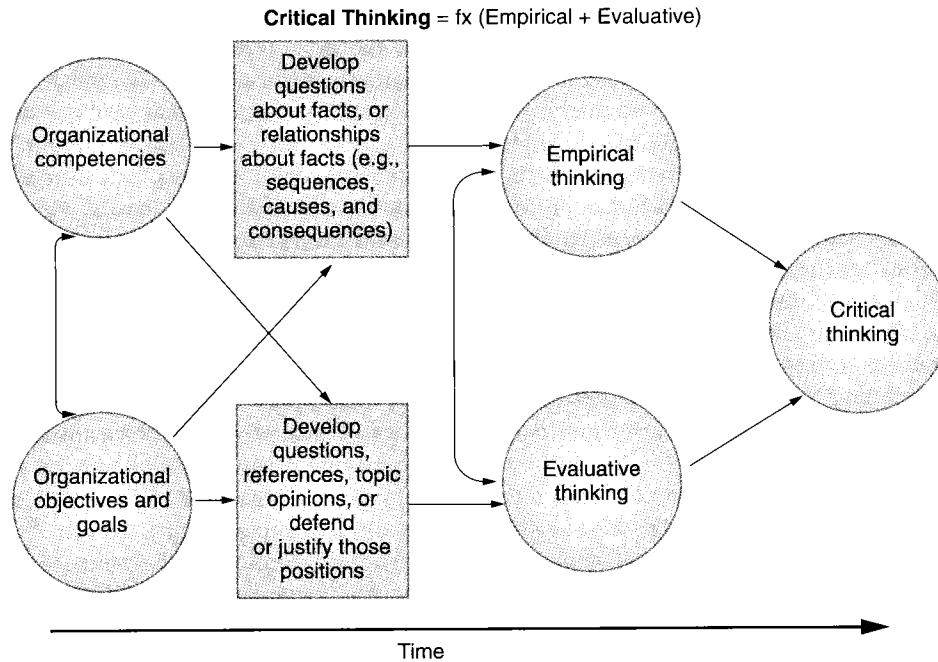 Critical Thinking = fx (Empirical + Evaluative)
Organizational
competencies
Develop
questions
about facts, or
relationships
about facts (e.g.,
sequences,
causes, and
consequences)
Empirical
thinking
Critical
thinking
Organizational
objectives and
goals
Develop
questions,
references, topic
opinions, or
defend
or justify those
positions
Evaluative
thinking
Time